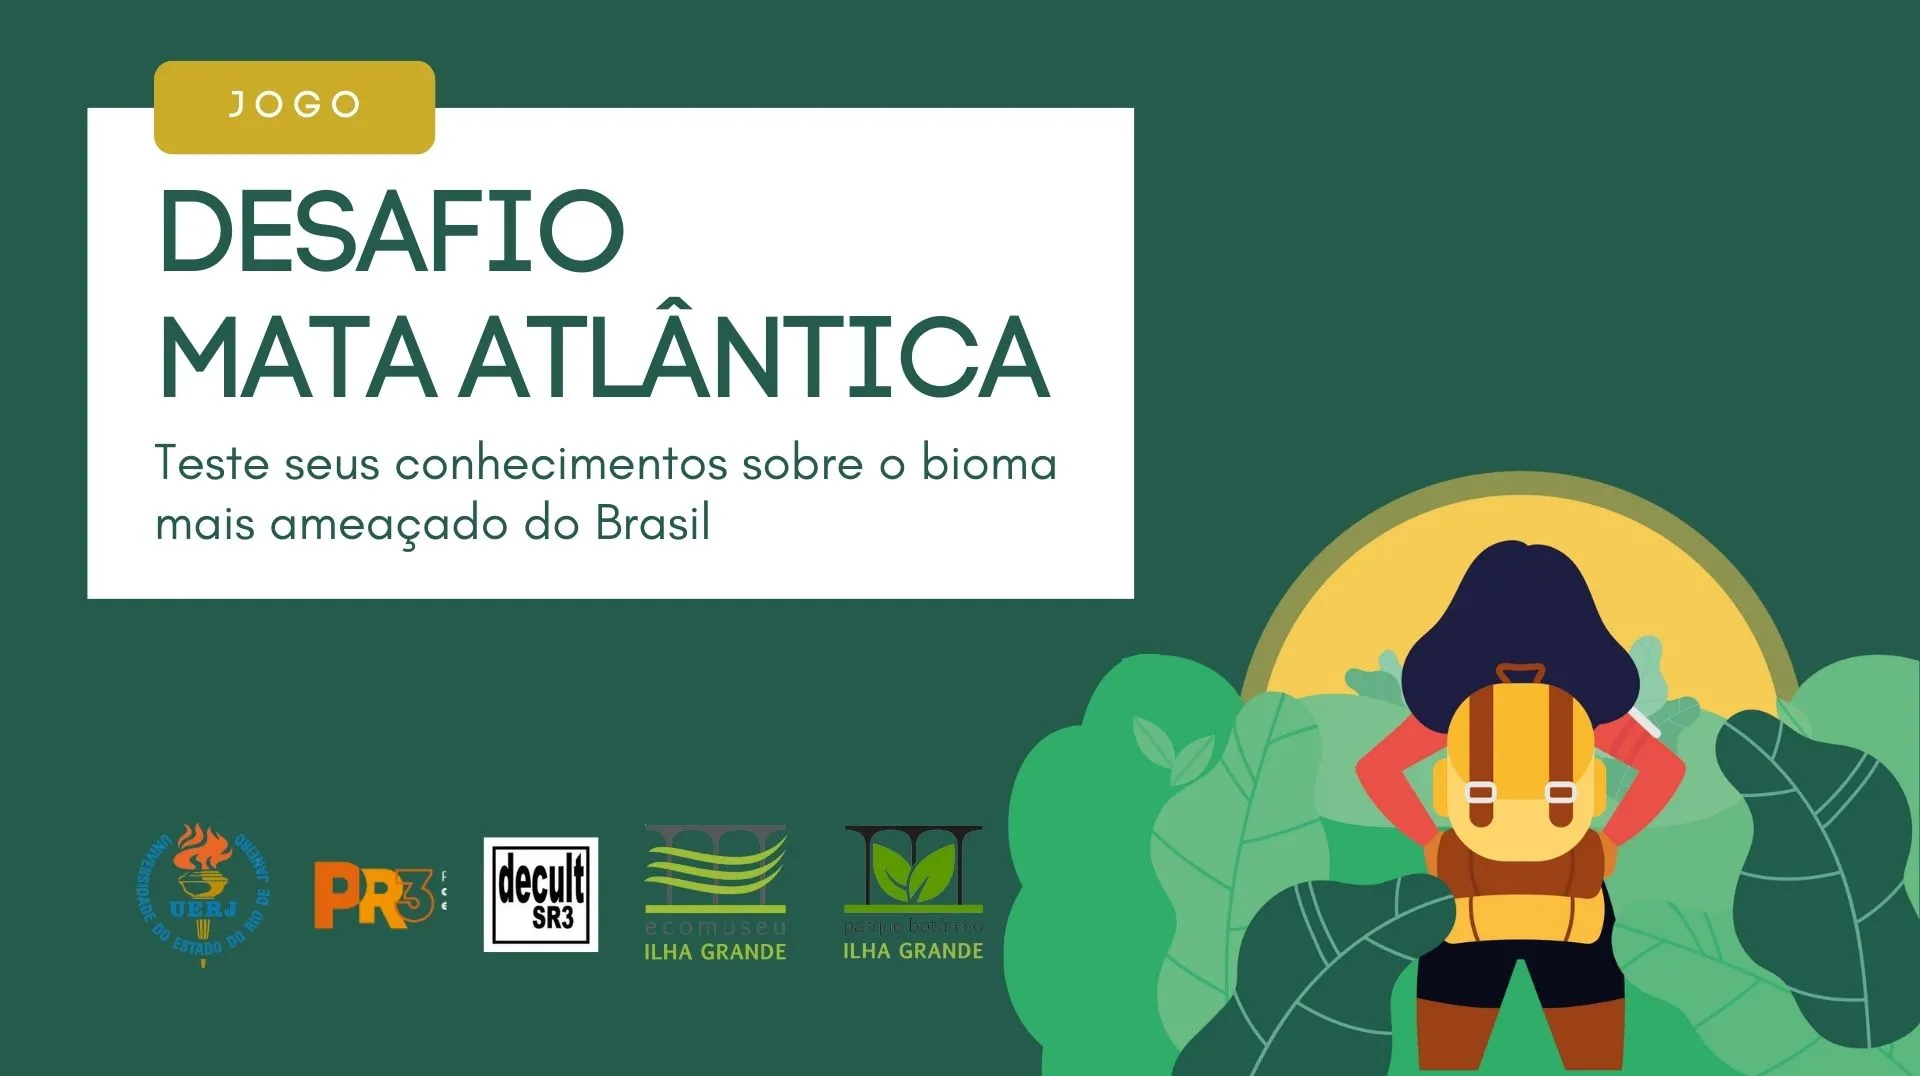 JOGO
DESAFIO
MATA ATLÂNTICA
Teste seus conhecimentos sobre o bioma
mais ameaçado do Brasil
UNIVERSIDADE DO ESTADO DO RIO DE JANEIRO
UERJ
PR3
decult
SR3
ecomuseu
ILHA GRANDE
parque botânico
ILHA GRANDE